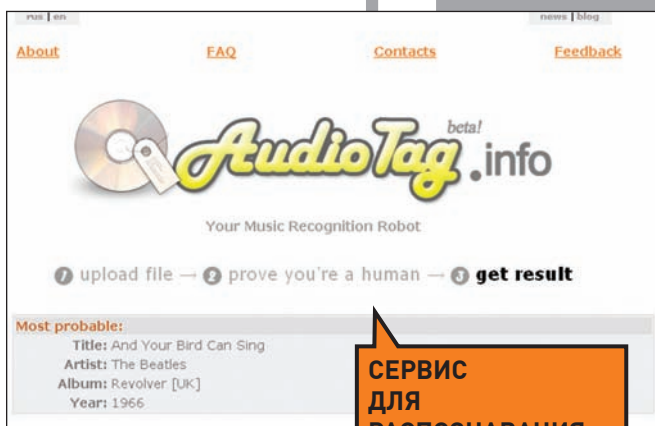 rus | en
news | blog
About FAQ Contacts Feedback
beta!
AudioTag.info
Your Music Recognition Robot
1 upload file → 2 prove you're a human → 3 get result
Most probable:
Title: And Your Bird Can Sing
Artist: The Beatles
Album: Revolver [UK]
Year: 1966
СЕРВИС
ДЛЯ
РАСПОЗНАВАНИЯ